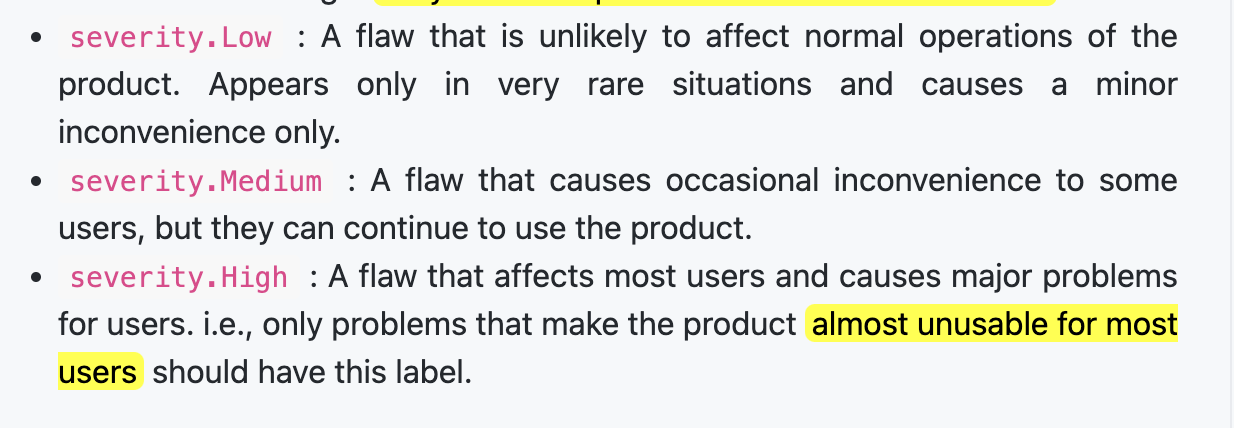 • severity.Low : A flaw that is unlikely to affect normal operations of the
product. Appears only in very rare situations and causes a minor
inconvenience only.
• severity.Medium : A flaw that causes occasional inconvenience to some
users, but they can continue to use the product.
• severity.High : A flaw that affects most users and causes major problems
for users. i.e., only problems that make the product almost unusable for most
users should have this label.